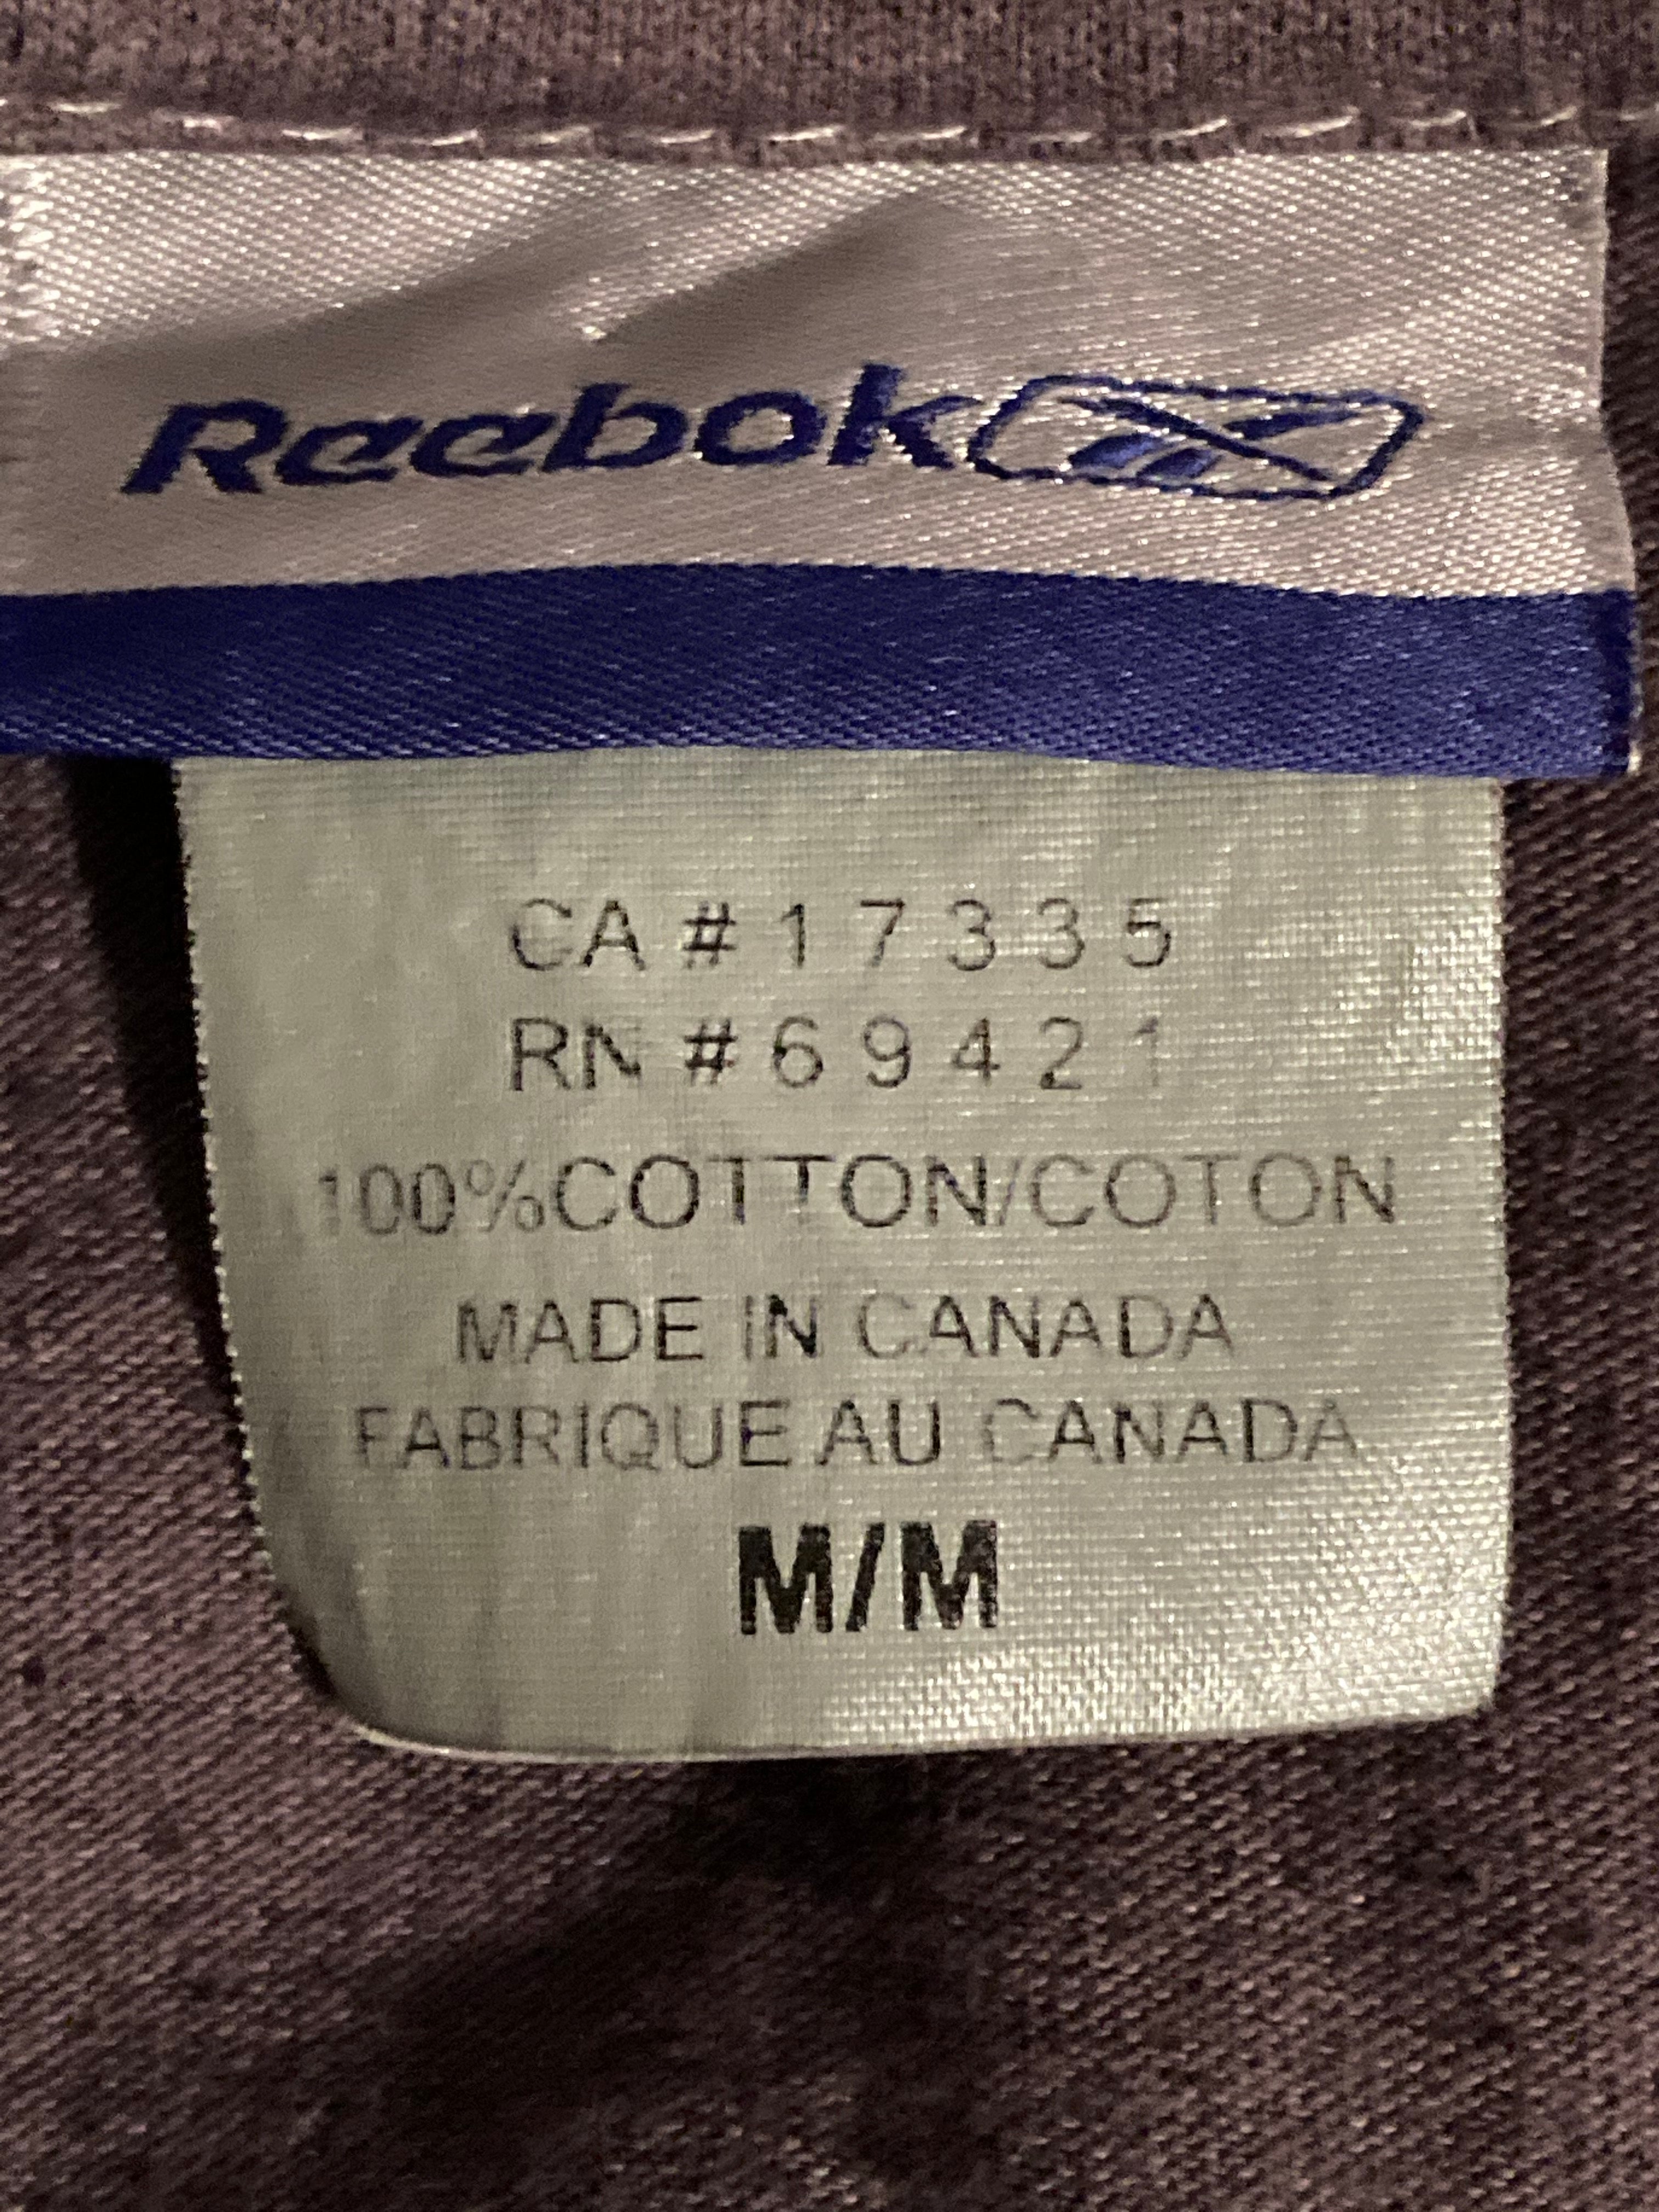 Reebok
CA # 1 7 3 3 5
RN # 6 9 4 2 1
100%COTTON/COTON
MADE IN CANADA
FABRIQUE AU CANADA
M/M